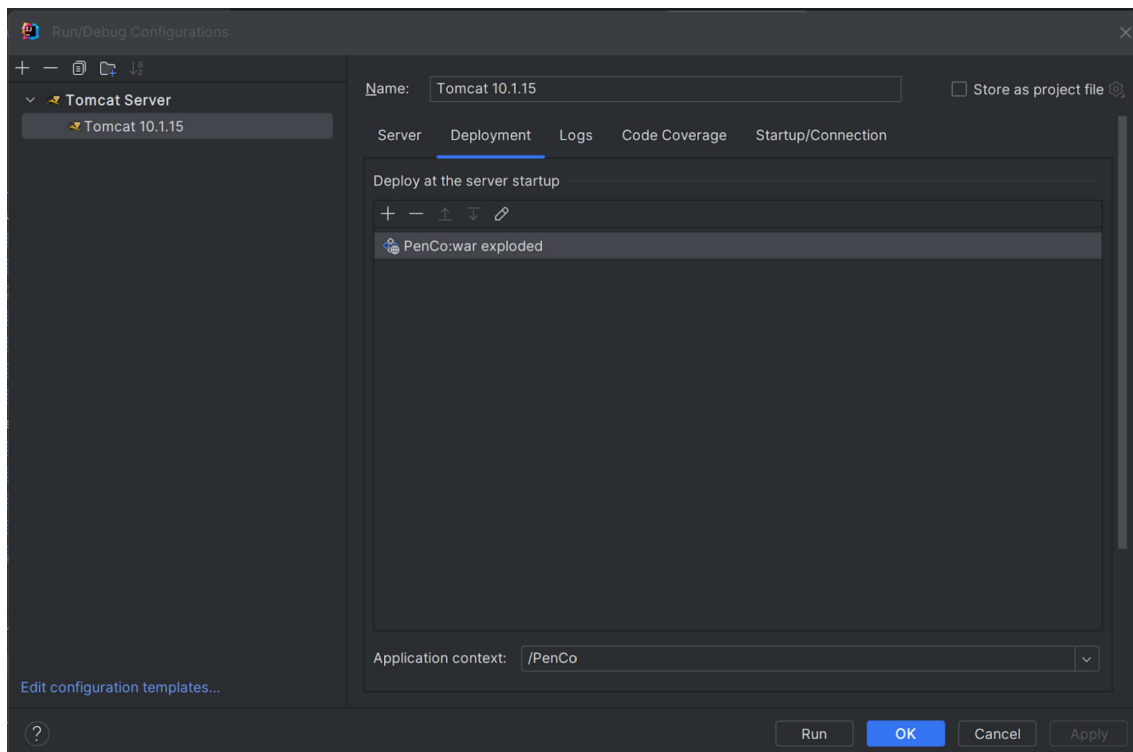 Run/Debug Configurations
Tomcat Server
Tomcat 10.1.15
Edit configuration templates...
Name: Tomcat 10.1.15
Store as project file
Server Deployment Logs Code Coverage Startup/Connection
Deploy at the server startup
PenCo:war exploded
Application context: /PenCo
? Run OK Cancel Apply